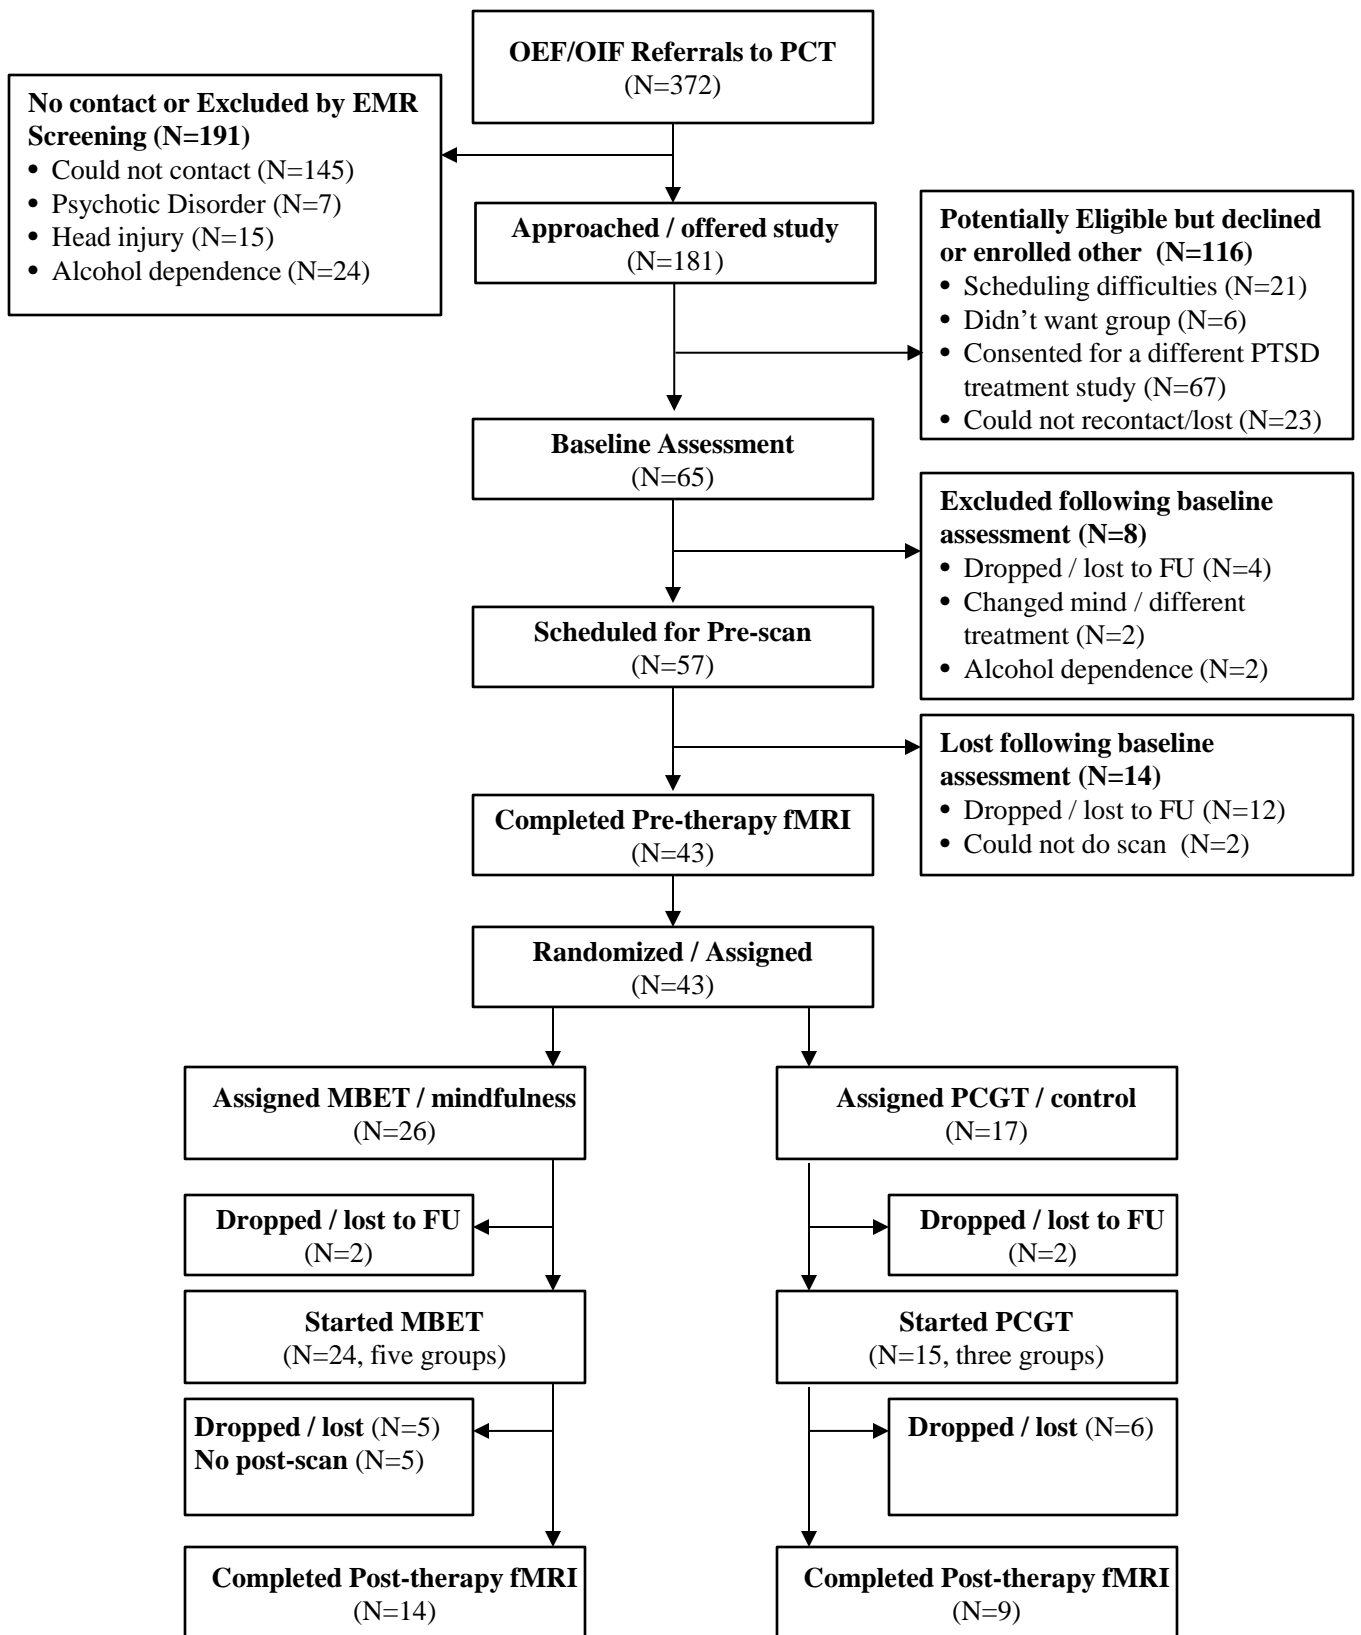 OEF/OIF Referrals to PCT
(N=372)
No contact or Excluded by EMR
Screening (N=191)
• Could not contact (N=145)
• Psychotic Disorder (N=7)
• Head injury (N=15)
• Alcohol dependence (N=24)
Approached / offered study
(N=181)
Potentially Eligible but declined
or enrolled other (N=116)
• Scheduling difficulties (N=21)
• Didn’t want group (N=6)
• Consented for a different PTSD
treatment study (N=67)
• Could not recontact/lost (N=23)
Baseline Assessment
(N=65)
Excluded following baseline
assessment (N=8)
• Dropped / lost to FU (N=4)
• Changed mind / different
treatment (N=2)
• Alcohol dependence (N=2)
Scheduled for Pre-scan
(N=57)
Lost following baseline
assessment (N=14)
• Dropped / lost to FU (N=12)
• Could not do scan (N=2)
Completed Pre-therapy fMRI
(N=43)
Randomized / Assigned
(N=43)
Assigned MBET / mindfulness
(N=26)
Assigned PCGT / control
(N=17)
Dropped / lost to FU
(N=2)
Dropped / lost to FU
(N=2)
Started MBET
(N=24, five groups)
Started PCGT
(N=15, three groups)
Dropped / lost (N=5)
No post-scan (N=5)
Dropped / lost (N=6)
Completed Post-therapy fMRI
(N=14)
Completed Post-therapy fMRI
(N=9)